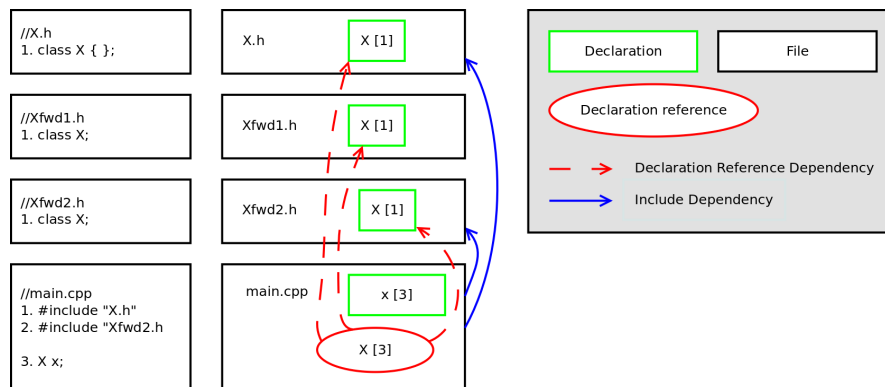 //X.h
1. class X { };
X.h
X [1]
//Xfwd1.h
1. class X;
Xfwd1.h
X [1]
//Xfwd2.h
1. class X;
Xfwd2.h
X [1]
//main.cpp
1. #include "X.h"
2. #include "Xfwd2.h
3. X x;
main.cpp
x [3]
X [3]
Declaration
File
Declaration reference
Declaration Reference Dependency
Include Dependency